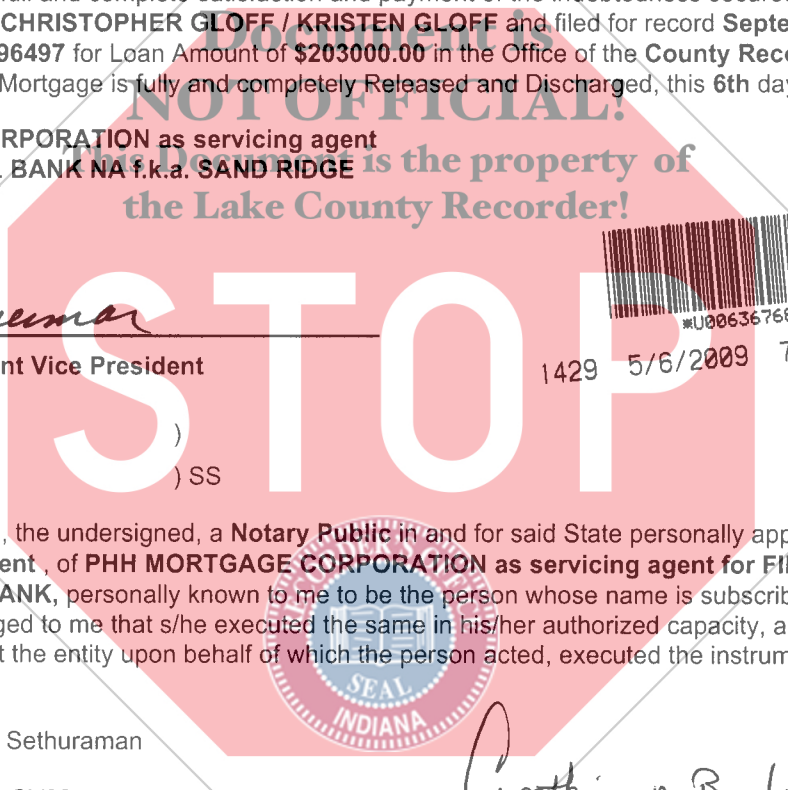 CHRISTOPHER GLOFF / KRISTEN GLOFF and filed for record Septe
96497 for Loan Amount of $203000.00 in the Office of the County Reco
Mortgage is fully and completely Released and Discharged, this 6th day
Document is
NOT OFFICIAL!
This Document is the property of
the Lake County Recorder!
RPORATION as servicing agent
BANK NA f.k.a. SAND RIDGE
STOP
*U00636768
1429 5/6/2009 7
nt Vice President
)
) SS
, the undersigned, a Notary Public in and for said State personally app
ent , of PHH MORTGAGE CORPORATION as servicing agent for FI
ANK, personally known to me to be the person whose name is subscrib
ged to me that s/he executed the same in his/her authorized capacity, a
t the entity upon behalf of which the person acted, executed the instrum
SEAL
INDIANA
Sethuraman